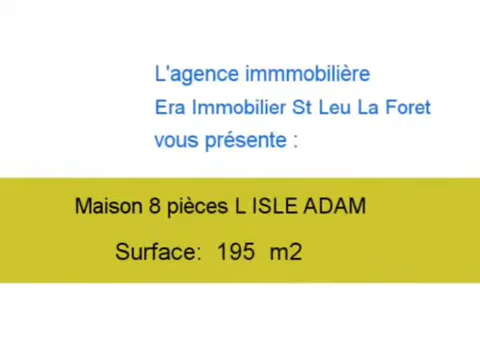 L'agence immmobilière
Era Immobilier St Leu La Foret
vous présente :
Maison 8 pièces L ISLE ADAM
Surface: 195 m2